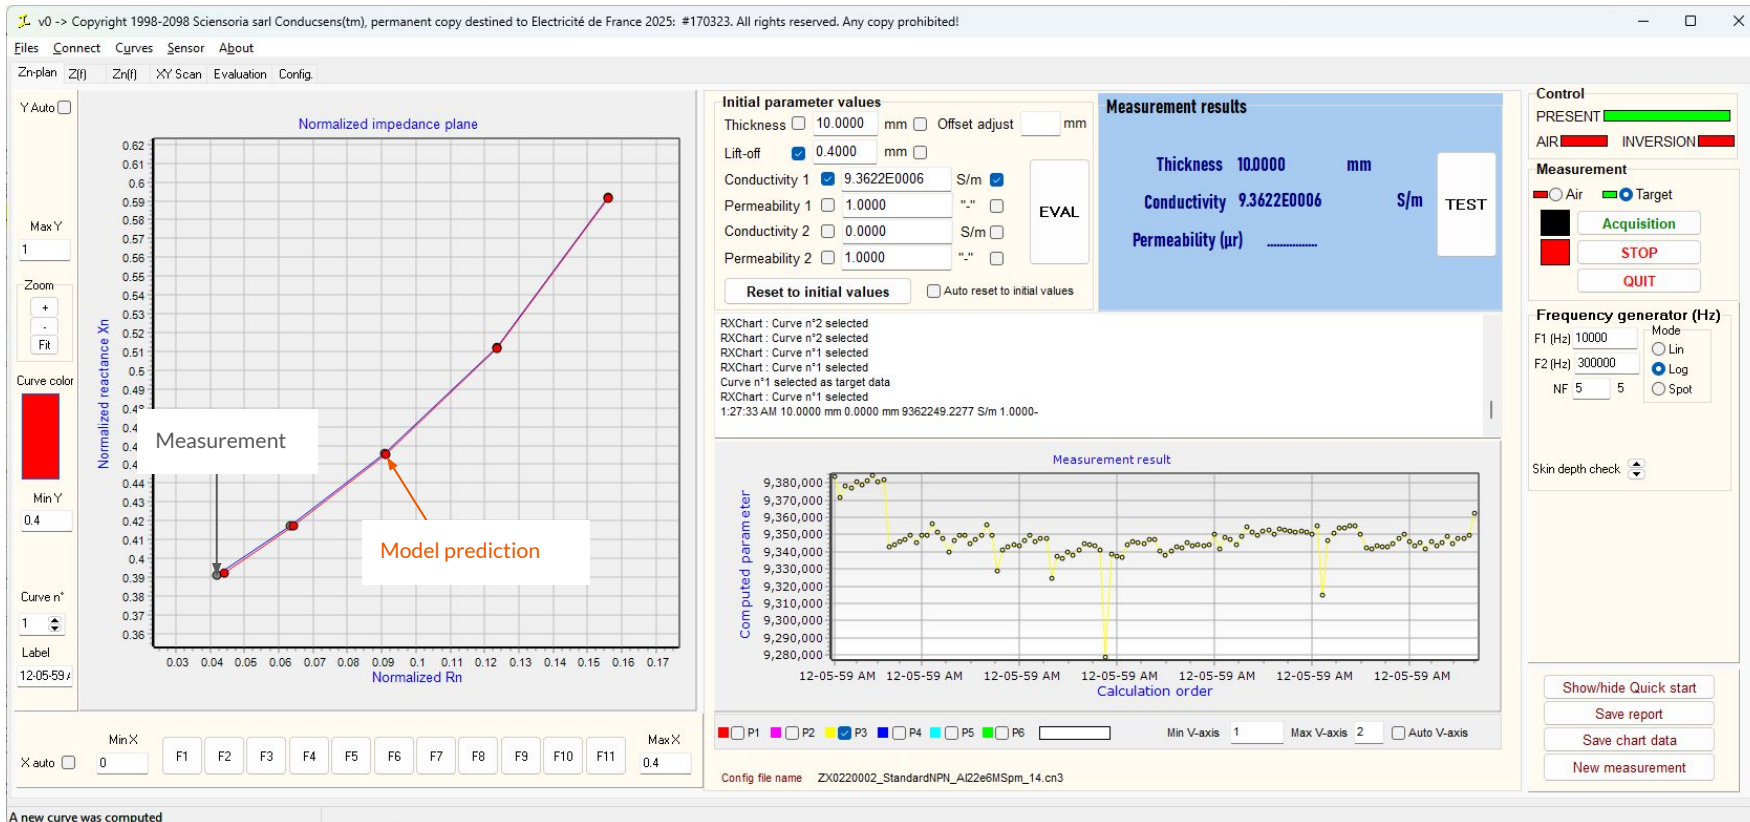 v0 -> Copyright 1998-2098 Sciensoria sarl Conducsens(tm), permanent copy destined to Electricité de France 2025: #170323. All rights reserved. Any copy prohibited!
Files Connect Curves Sensor About
Zn-plan Z(f) Zn(f) XY Scan Evaluation Config.
Y Auto
Max Y
1
Zoom
+
-
Fit
Curve color
Min Y
0.4
Curve n°
1
Label
12-05-59
Normalized impedance plane
Normalized reactance Xn
0.62
0.61
0.6
0.59
0.58
0.57
0.56
0.55
0.54
0.53
0.52
0.51
0.5
0.49
0.48
0.4
0.4
0.4
0.44
0.43
0.42
0.41
0.4
0.39
0.38
0.37
0.36
Measurement
Model prediction
0.03 0.04 0.05 0.06 0.07 0.08 0.09 0.1 0.11 0.12 0.13 0.14 0.15 0.16 0.17
Normalized Rn
X auto
Min X
0
F1 F2 F3 F4 F5 F6 F7 F8 F9 F10 F11
Max X
0.4
Initial parameter values
Thickness 10.0000 mm Offset adjust mm
Lift-off 0.4000 mm
Conductivity 1 9.3622E0006 S/m
Permeability 1 1.0000 "-"
Conductivity 2 0.0000 S/m
Permeability 2 1.0000 "-"
EVAL
Reset to initial values Auto reset to initial values
Measurement results
Thickness 10.0000 mm
Conductivity 9.3622E0006 S/m
Permeability (µr) ................
TEST
RXChart : Curve n°2 selected
RXChart : Curve n°2 selected
RXChart : Curve n°1 selected
RXChart : Curve n°1 selected
Curve n°1 selected as target data
RXChart : Curve n°1 selected
1:27:33 AM 10.0000 mm 0.0000 mm 9362249.2277 S/m 1.0000-
Measurement result
Computed parameter
9,380,000
9,370,000
9,360,000
9,350,000
9,340,000
9,330,000
9,320,000
9,310,000
9,300,000
9,290,000
9,280,000
12-05-59 AM 12-05-59 AM 12-05-59 AM 12-05-59 AM 12-05-59 AM 12-05-59 AM 12-05-59 AM
Calculation order
P1 P2 P3 P4 P5 P6 Min V-axis 1 Max V-axis 2 Auto V-axis
Config file name ZX0220002_StandardNPN_Al22e6MSpm_14.cn3
Control
PRESENT
AIR INVERSION
Measurement
Air Target
Acquisition
STOP
QUIT
Frequency generator (Hz)
F1 (Hz) 10000
F2 (Hz) 300000
NF 5 5
Mode
Lin
Log
Spot
Skin depth check
Show/hide Quick start
Save report
Save chart data
New measurement
A new curve was computed